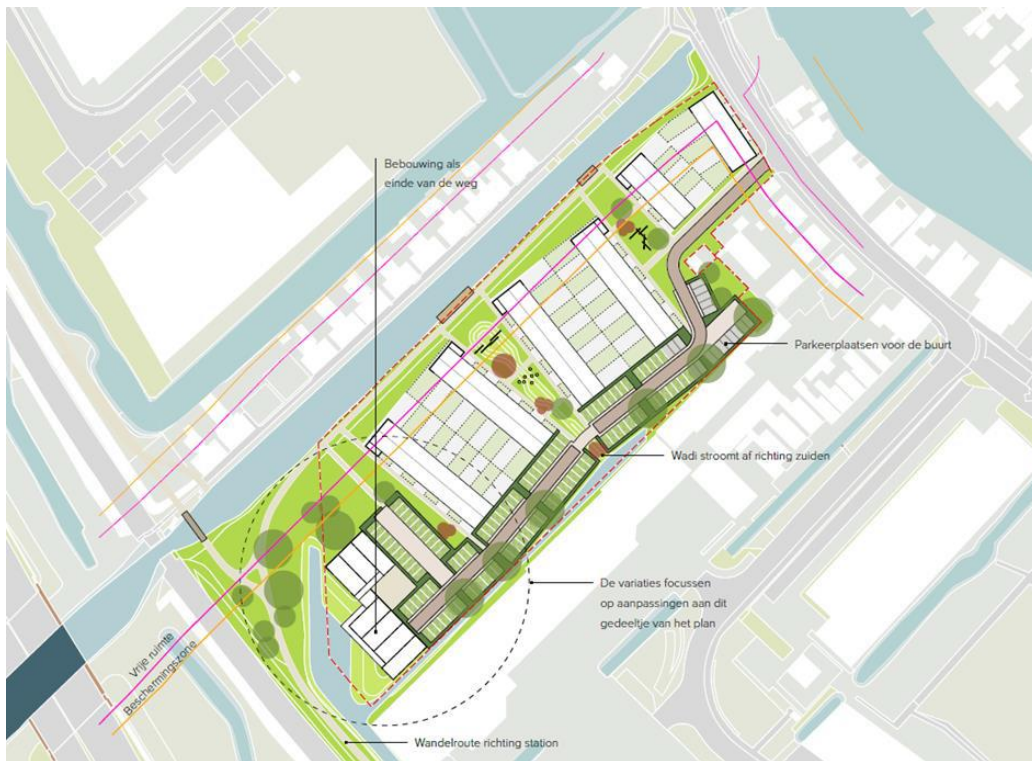 Bebouwing als
einde van de weg
Parkeerplaatsen voor de buurt
Wadi stroomt af richting zuiden
De variaties focussen
op aanpassingen aan dit
gedeeltje van het plan
Vrije ruimte
Beschermingszone
Wandelroute richting station